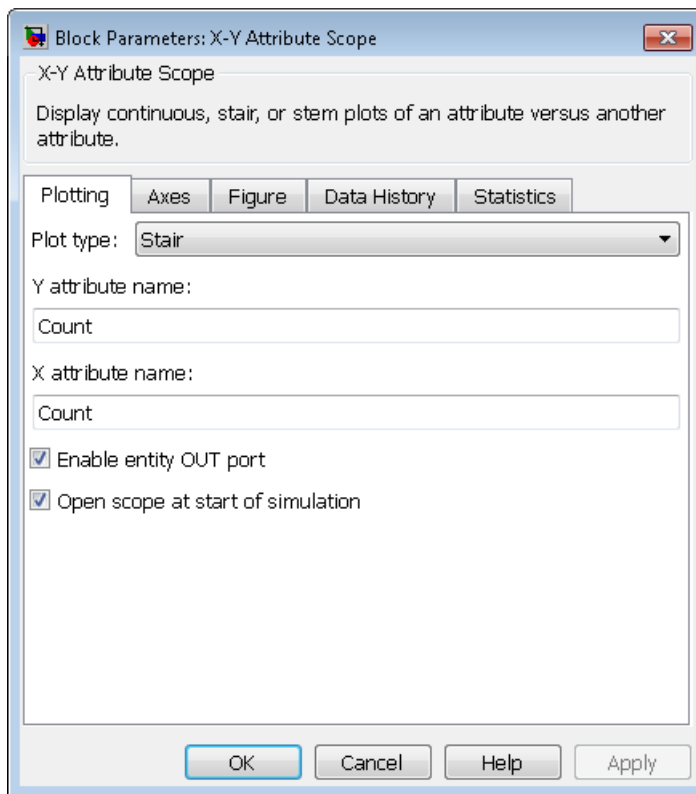 Block Parameters: X-Y Attribute Scope
X-Y Attribute Scope
Display continuous, stair, or stem plots of an attribute versus another
attribute.
Plotting Axes Figure Data History Statistics
Plot type: Stair
Y attribute name:
Count
X attribute name:
Count
Enable entity OUT port
Open scope at start of simulation
OK Cancel Help Apply